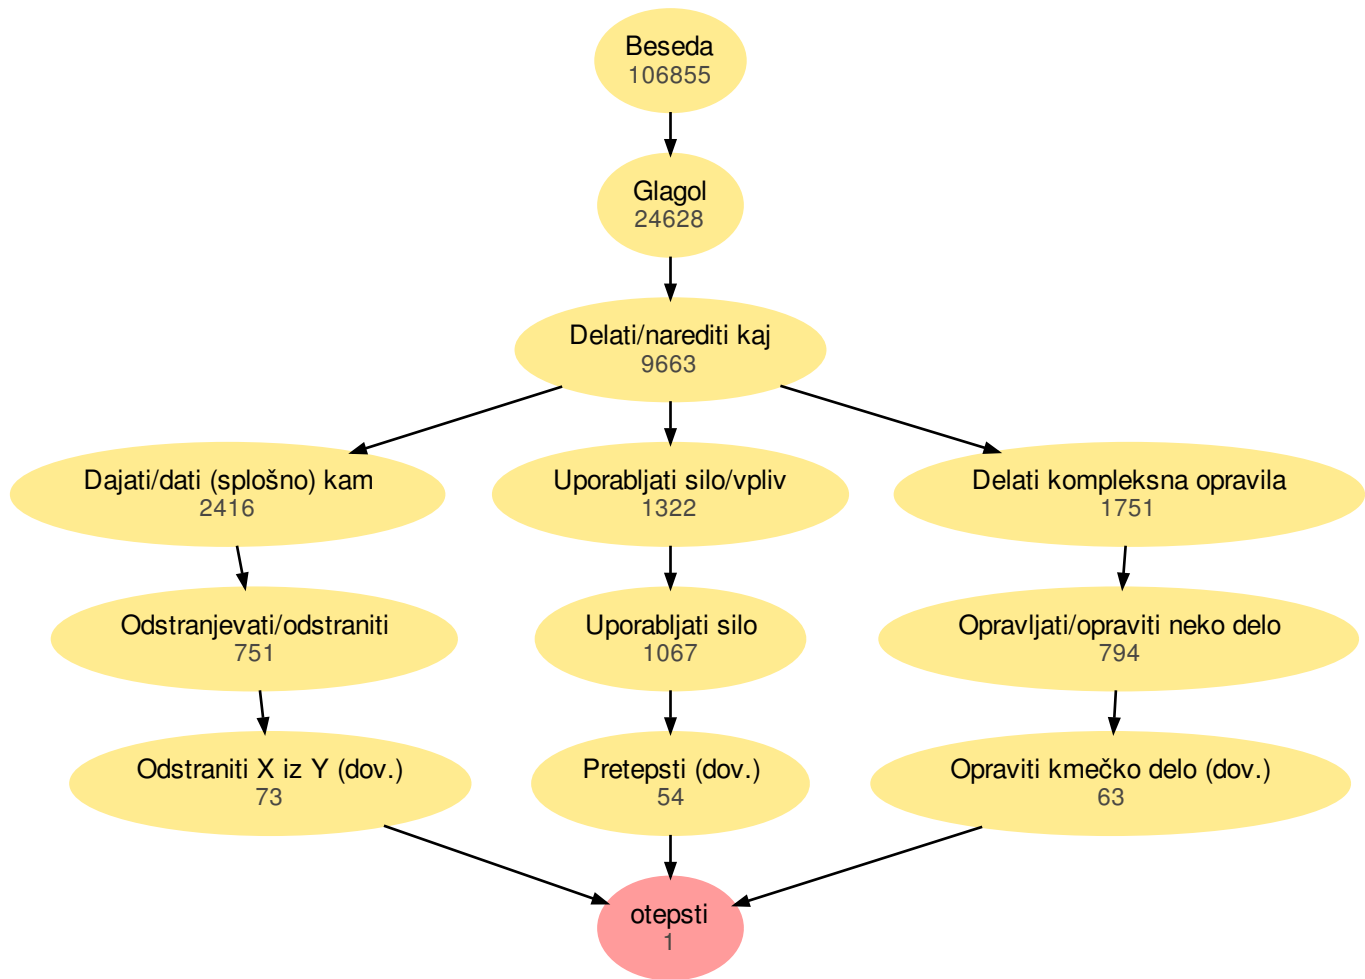 Beseda
106855
Glagol
24628
Delati/narediti kaj
9663
Dajati/dati (splošno) kam
2416
Uporabljati silo/vpliv
1322
Delati kompleksna opravila
1751
Odstranjevati/odstraniti
751
Uporabljati silo
1067
Opravljati/opraviti neko delo
794
Odstraniti X iz Y (dov.)
73
Pretepsti (dov.)
54
Opraviti kmečko delo (dov.)
63
otepsti
1